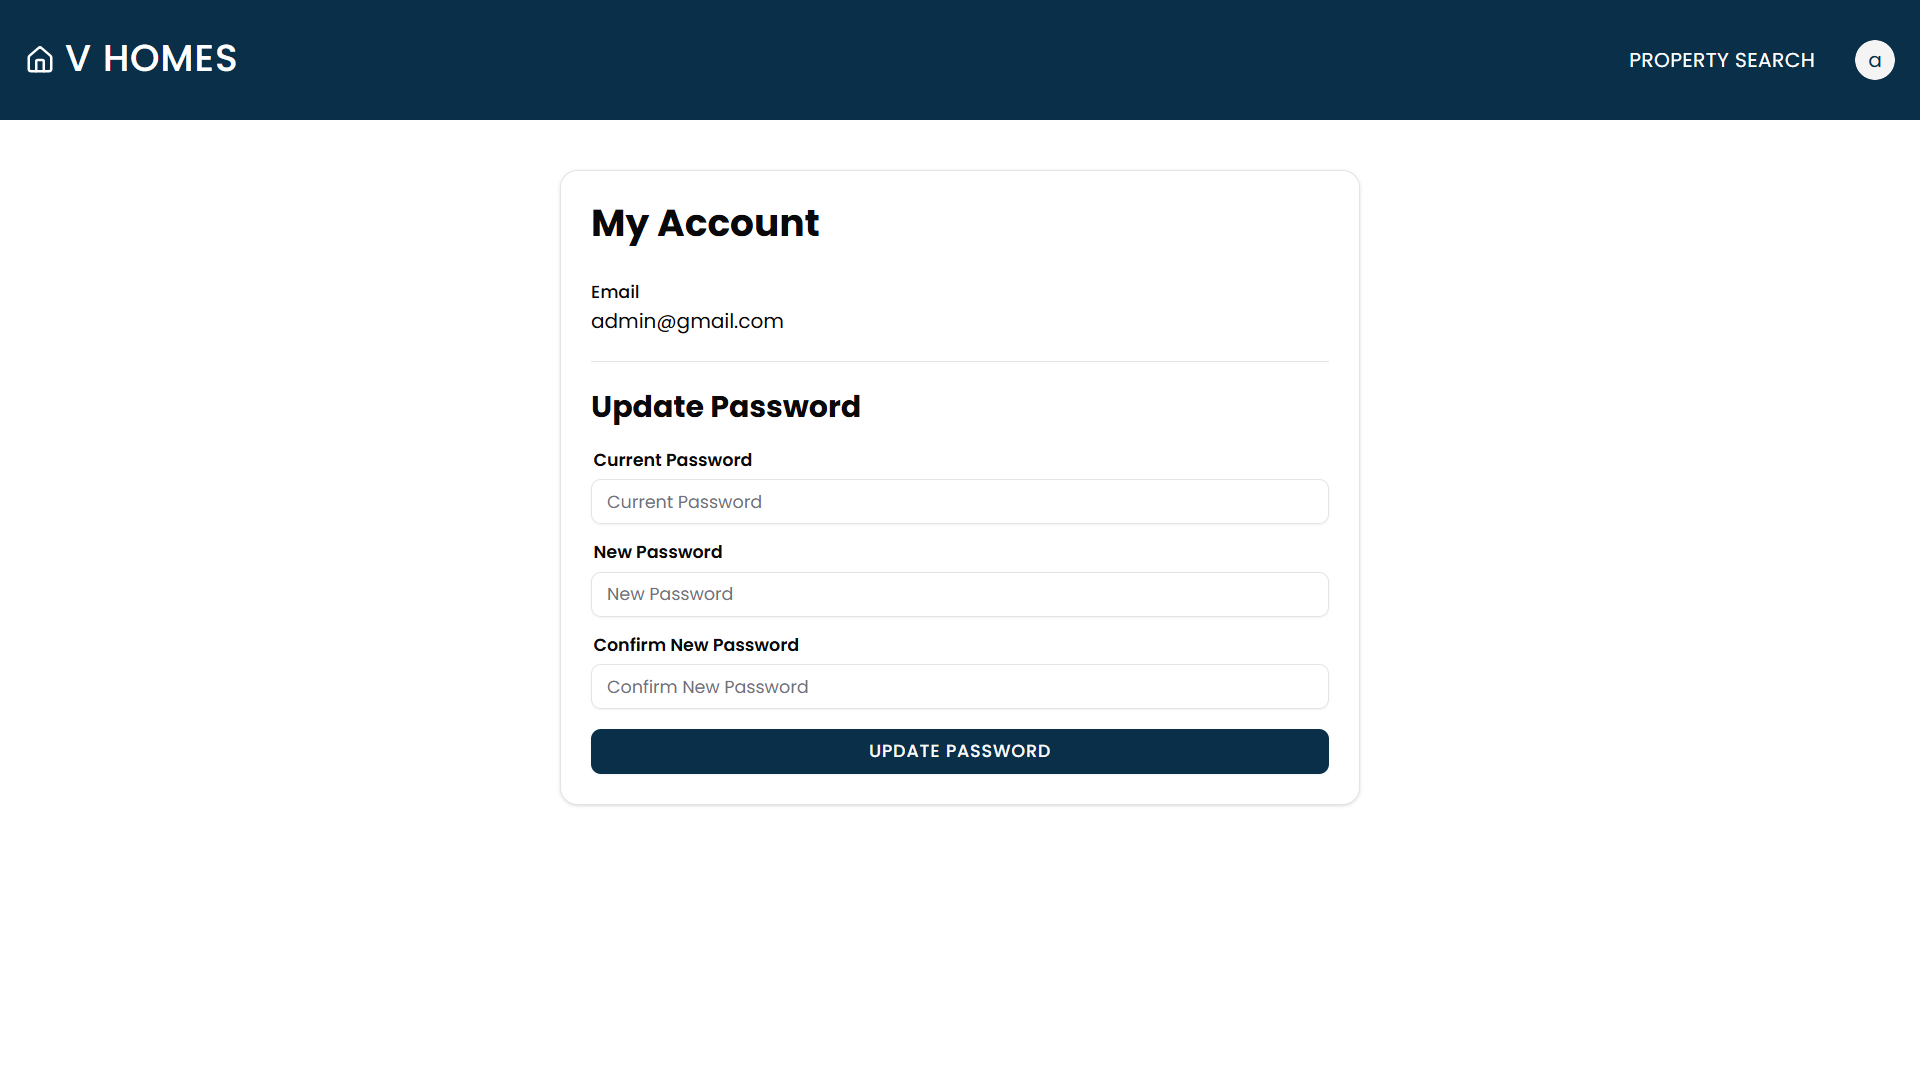 V HOMES
PROPERTY SEARCH
a
My Account
Email
admin@gmail.com
Update Password
Current Password
Current Password
New Password
New Password
Confirm New Password
Confirm New Password
UPDATE PASSWORD